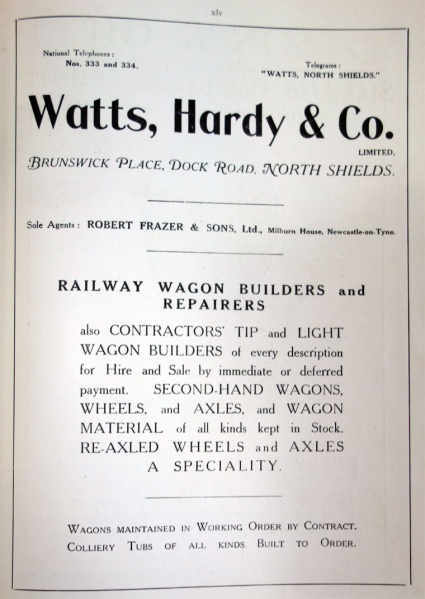 xlv
National Telephones:
Nos. 333 and 334.
Telegrams:
"WATTS, NORTH SHIELDS."
Watts, Hardy & Co.
LIMITED,
BRUNSWICK PLACE, DOCK ROAD, NORTH SHIELDS.
Sole Agents: ROBERT FRAZER & SONS, Ltd., Milburn House, Newcastle-on-Tyne.
RAILWAY WAGON BUILDERS and
REPAIRERS
also CONTRACTORS' TIP and LIGHT
WAGON BUILDERS of every description
for Hire and Sale by immediate or deferred
payment. SECOND-HAND WAGONS,
WHEELS, and AXLES, and WAGON
MATERIAL of all kinds kept in Stock.
RE-AXLED WHEELS and AXLES
A SPECIALITY.
WAGONS MAINTAINED IN WORKING ORDER BY CONTRACT.
COLLIERY TUBS OF ALL KINDS BUILT TO ORDER.